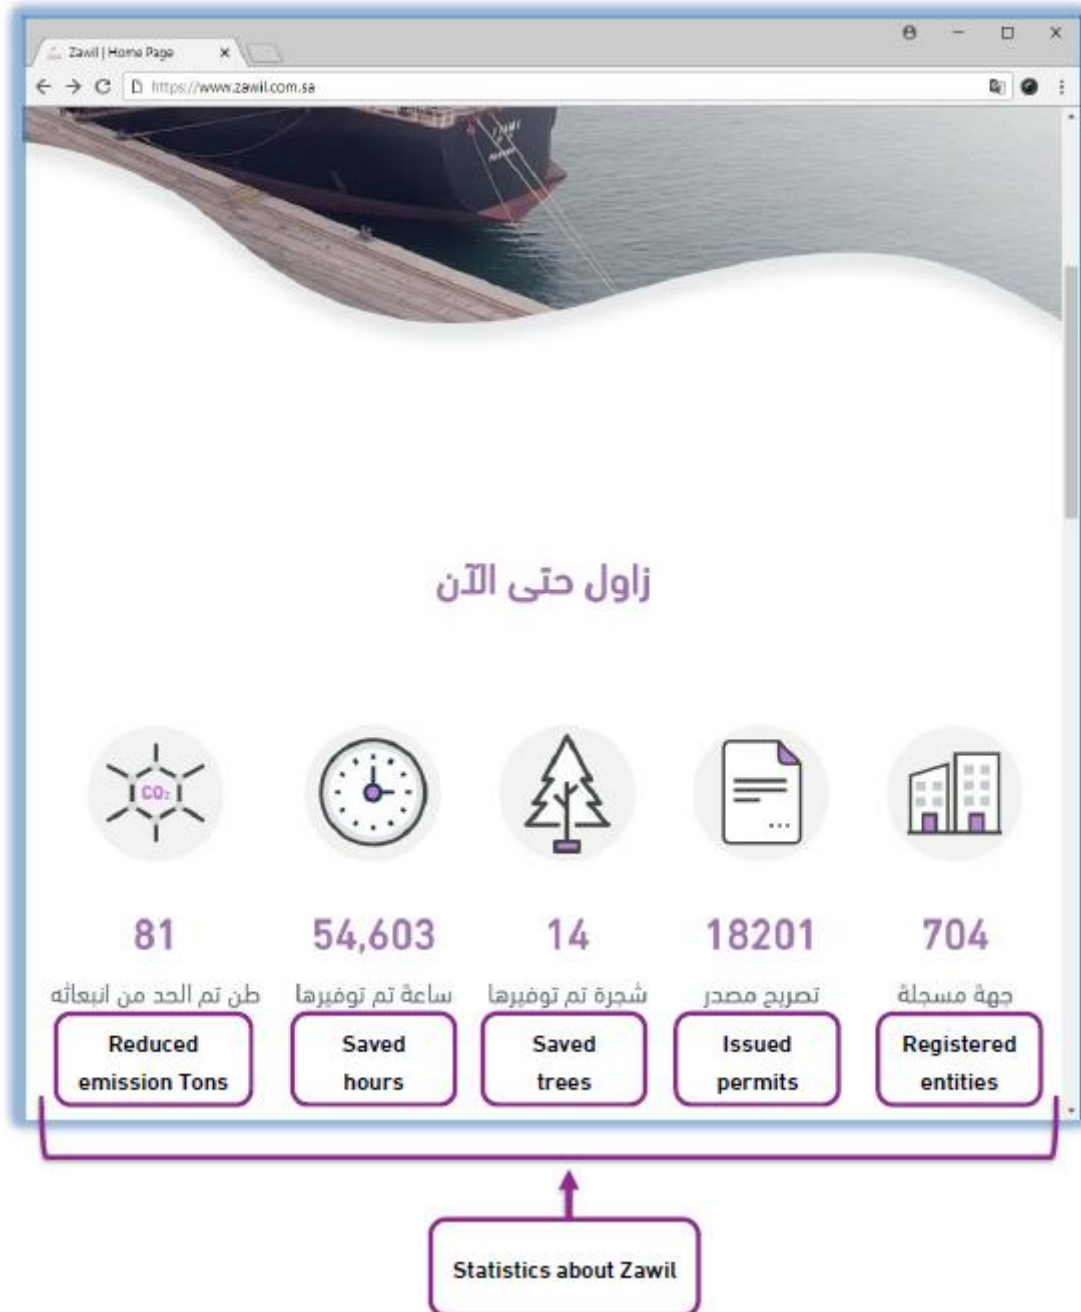 Zawil | Home Page
https://www.zawil.com.sa
زاول حتى الآن
CO₂
81
54,603
14
18201
704
طن تم الحد من انبعاثه
ساعة تم توفيرها
شجرة تم توفيرها
تصريح مصدر
جهة مسجلة
Reduced
emission Tons
Saved
hours
Saved
trees
Issued
permits
Registered
entities
Statistics about Zawil